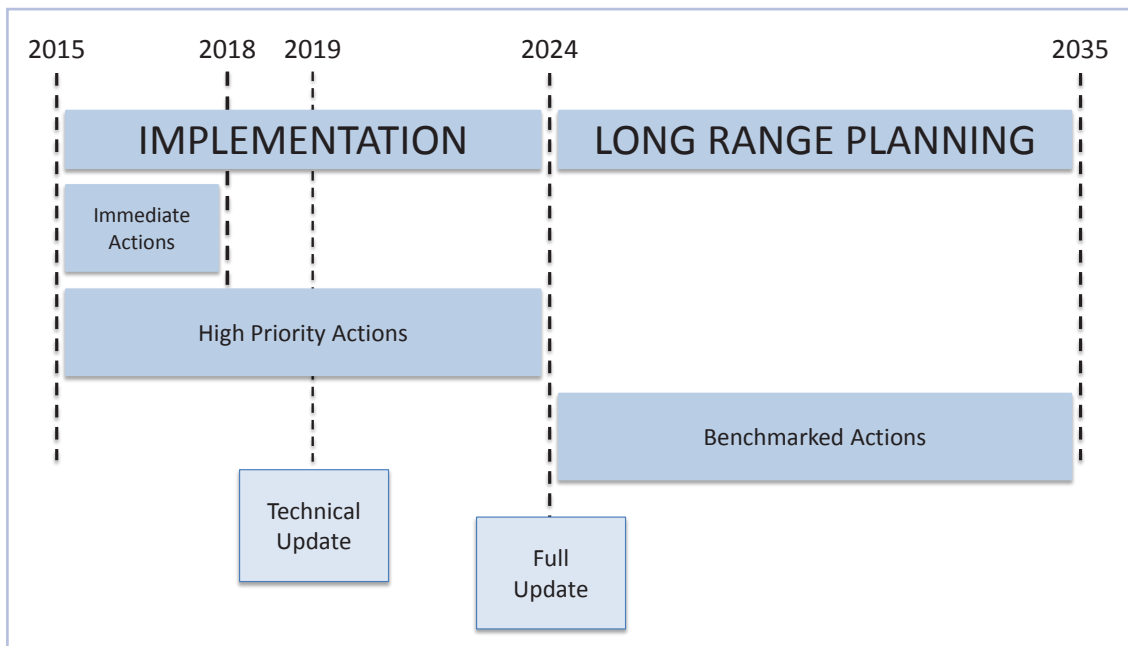 2015 2018 2019 2024 2035
IMPLEMENTATION LONG RANGE PLANNING
Immediate
Actions
High Priority Actions
Benchmarked Actions
Technical
Update
Full
Update